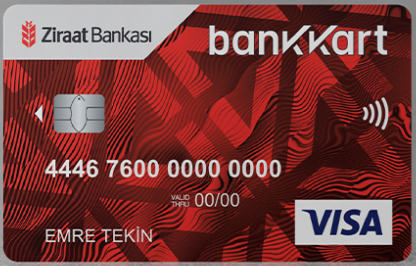 Ziraat Bankası
banKKart
4446 7600 0000 0000
VALID THRU 00/00
VISA
EMRE TEKİN